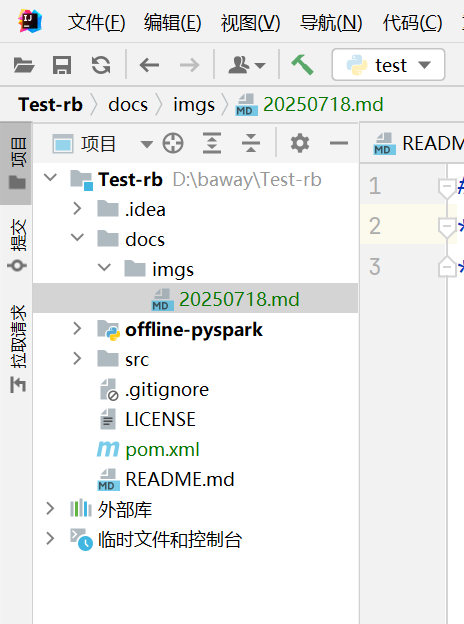 文件(F) 编辑(E) 视图(V) 导航(N) 代码(C)
test
Test-rb docs imgs 20250718.md
项目
README
Test-rb D:\baway\Test-rb
.idea
docs
imgs
20250718.md
offline-pyspark
src
.gitignore
LICENSE
pom.xml
README.md
外部库
临时文件和控制台
项目
提交
拉取请求
1 #
2 *
3 *